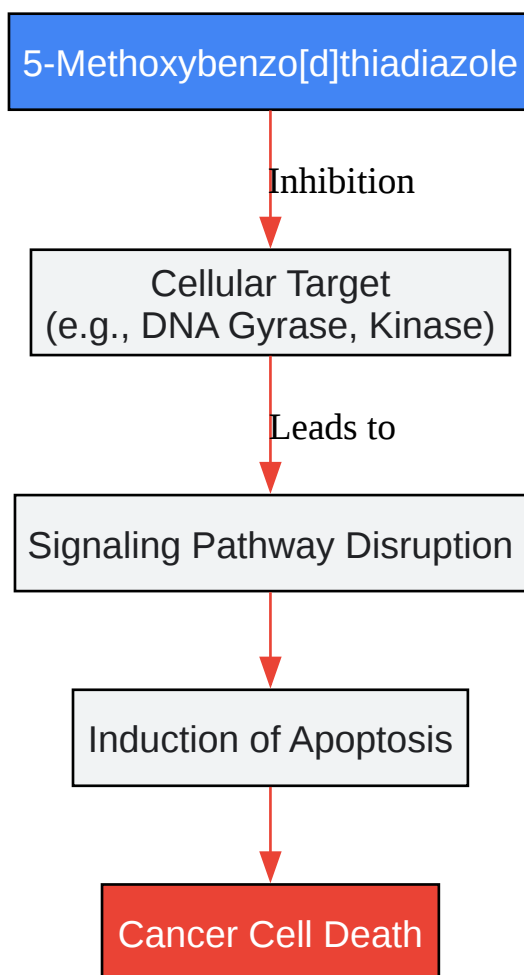 5-Methoxybenzo[d]thiadiazole
Inhibition
Cellular Target
(e.g., DNA Gyrase, Kinase)
Leads to
Signaling Pathway Disruption
Induction of Apoptosis
Cancer Cell Death